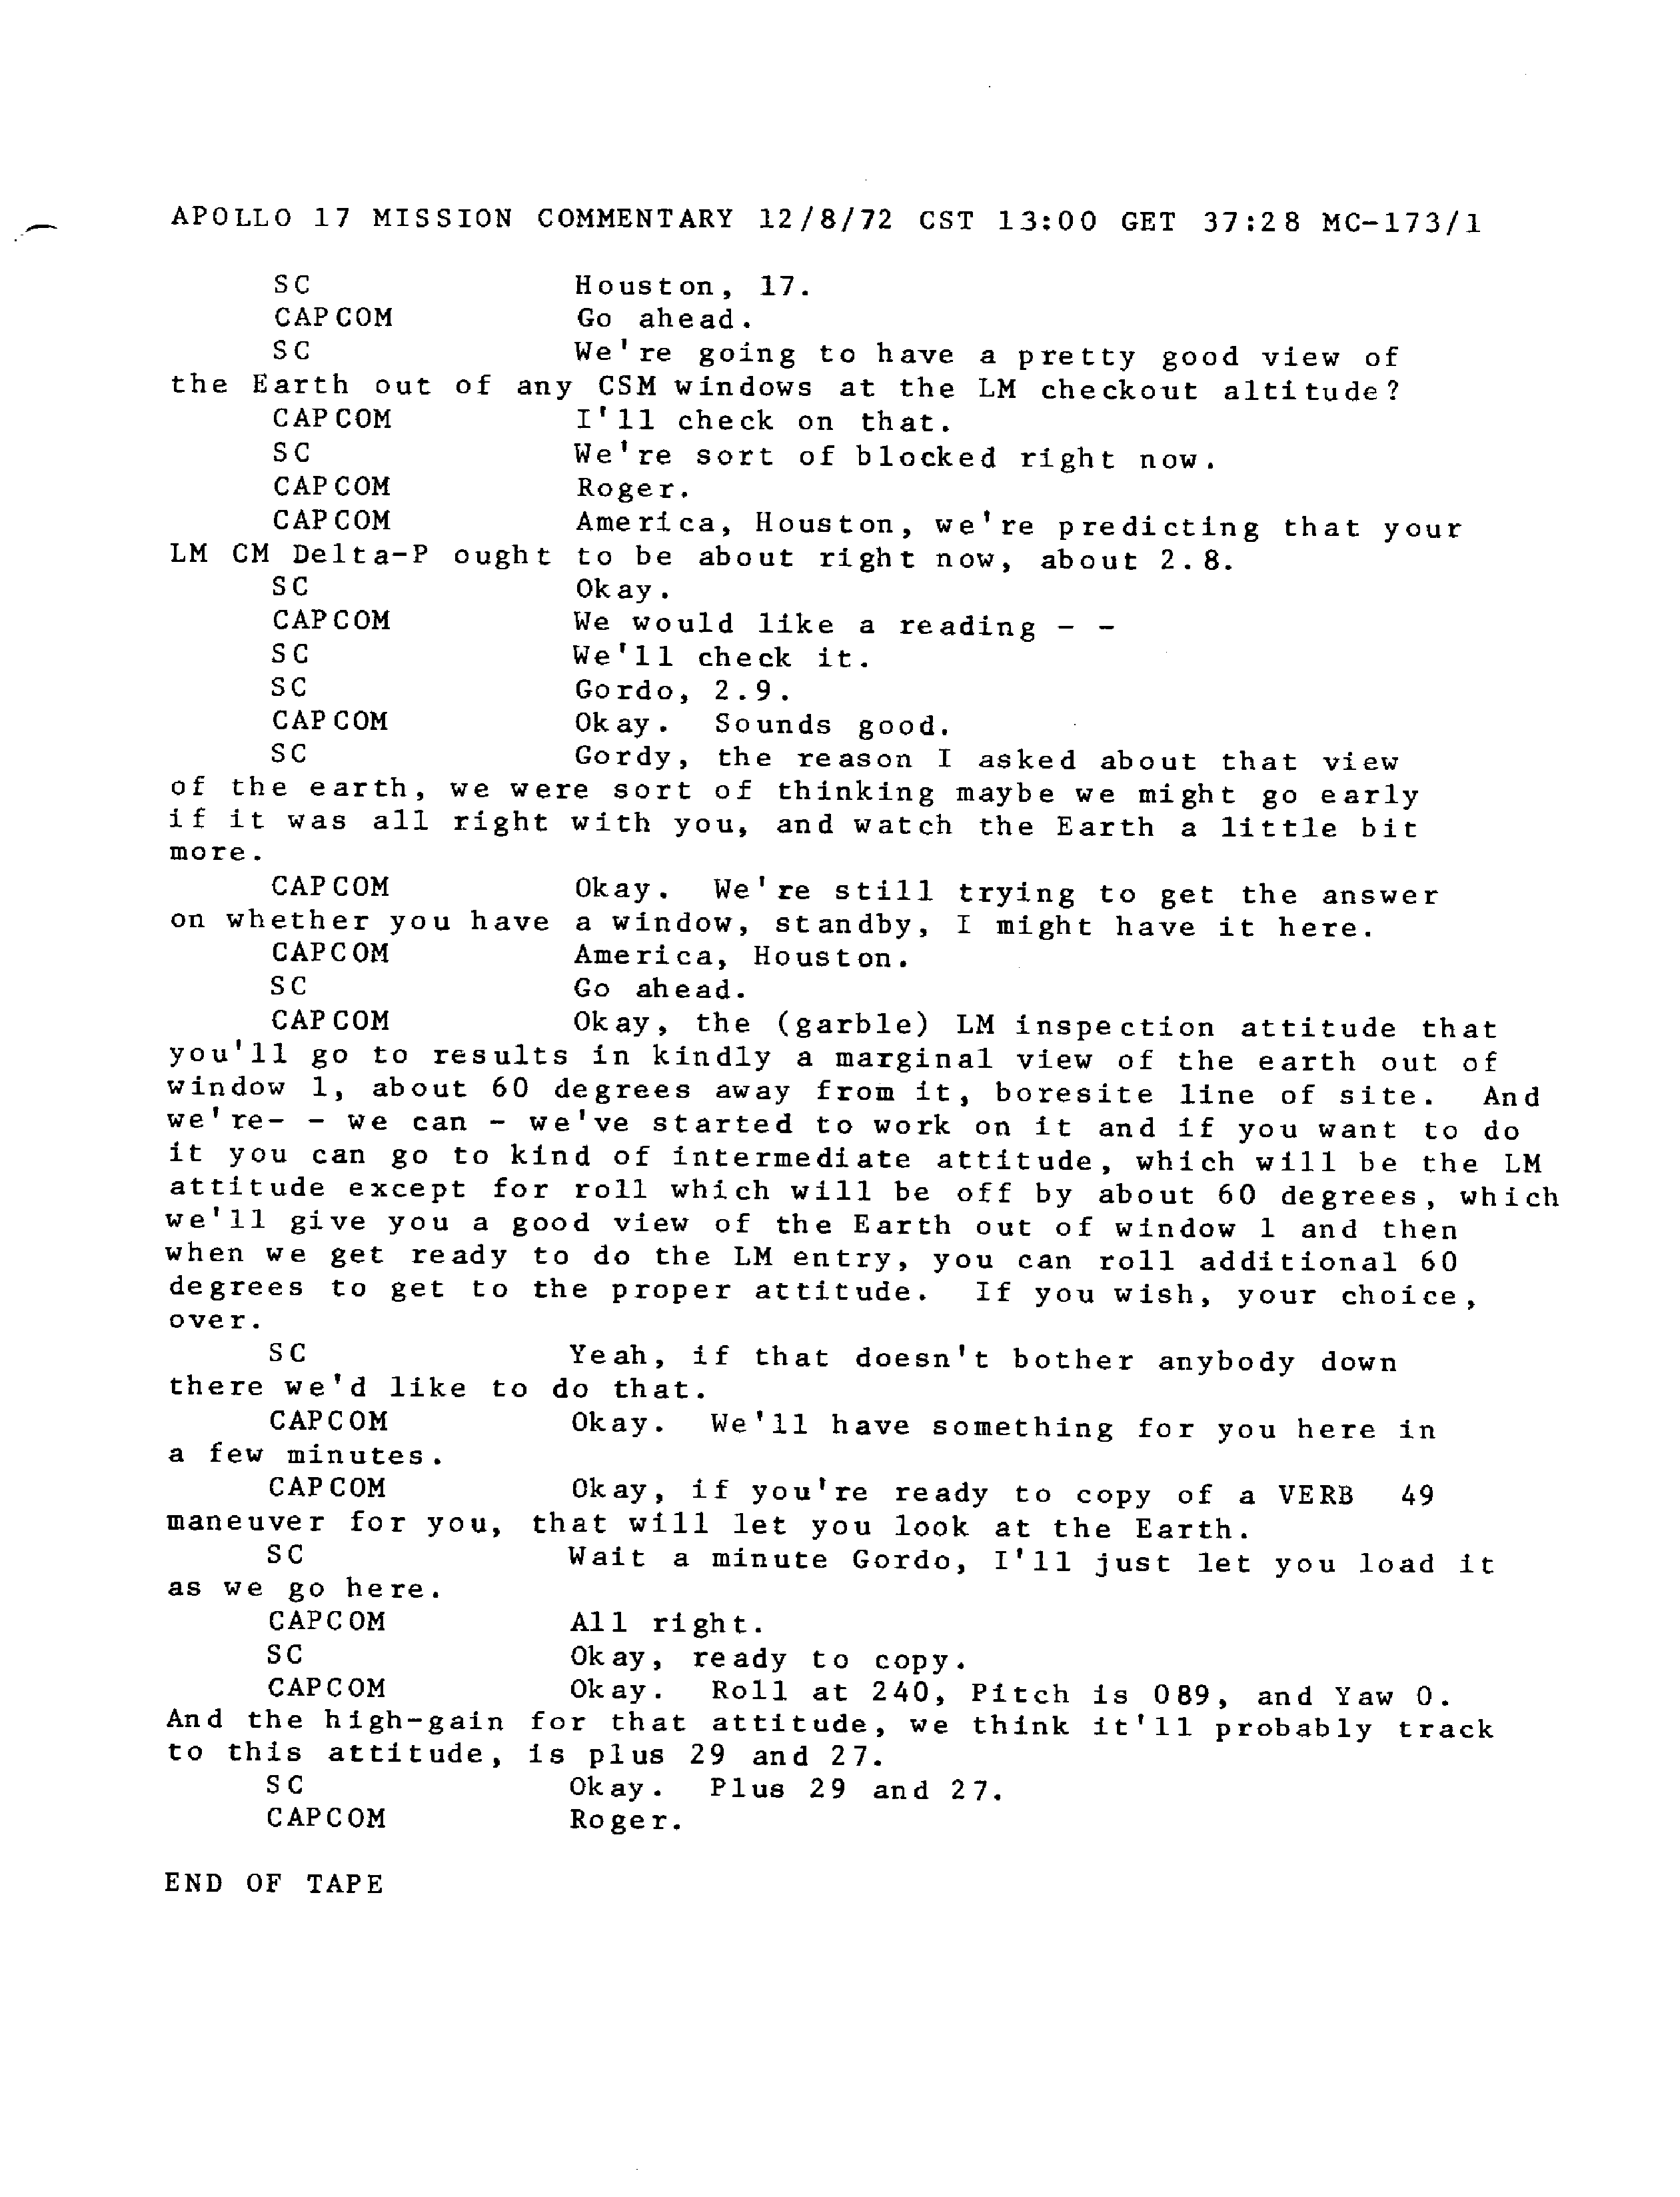 APOLLO 17 MISSION COMMENTARY 12/8/72 CST 13:00 GET 37:28 MC-173/1
SC Houston, 17.
CAPCOM Go ahead.
SC We're going to have a pretty good view of
the Earth out of any CSM windows at the LM checkout altitude?
CAPCOM I'll check on that.
SC We're sort of blocked right now.
CAPCOM Roger.
CAPCOM America, Houston, we're predicting that your
LM CM Delta-P ought to be about right now, about 2.8.
SC Okay.
CAPCOM We would like a reading - -
SC We'll check it.
SC Gordo, 2.9.
CAPCOM Okay. Sounds good.
SC Gordy, the reason I asked about that view
of the earth, we were sort of thinking maybe we might go early
if it was all right with you, and watch the Earth a little bit
more.
CAPCOM Okay. We're still trying to get the answer
on whether you have a window, standby, I might have it here.
CAPCOM America, Houston.
SC Go ahead.
CAPCOM Okay, the (garble) LM inspection attitude that
you'll go to results in kindly a marginal view of the earth out of
window 1, about 60 degrees away from it, boresite line of site. And
we're- - we can - we've started to work on it and if you want to do
it you can go to kind of intermediate attitude, which will be the LM
attitude except for roll which will be off by about 60 degrees, which
we'll give you a good view of the Earth out of window 1 and then
when we get ready to do the LM entry, you can roll additional 60
degrees to get to the proper attitude. If you wish, your choice,
over.
SC Yeah, if that doesn't bother anybody down
there we'd like to do that.
CAPCOM Okay. We'll have something for you here in
a few minutes.
CAPCOM Okay, if you're ready to copy of a VERB 49
maneuver for you, that will let you look at the Earth.
SC Wait a minute Gordo, I'll just let you load it
as we go here.
CAPCOM All right.
SC Okay, ready to copy.
CAPCOM Okay. Roll at 240, Pitch is 089, and Yaw 0.
And the high-gain for that attitude, we think it'll probably track
to this attitude, is plus 29 and 27.
SC Okay. Plus 29 and 27.
CAPCOM Roger.
END OF TAPE